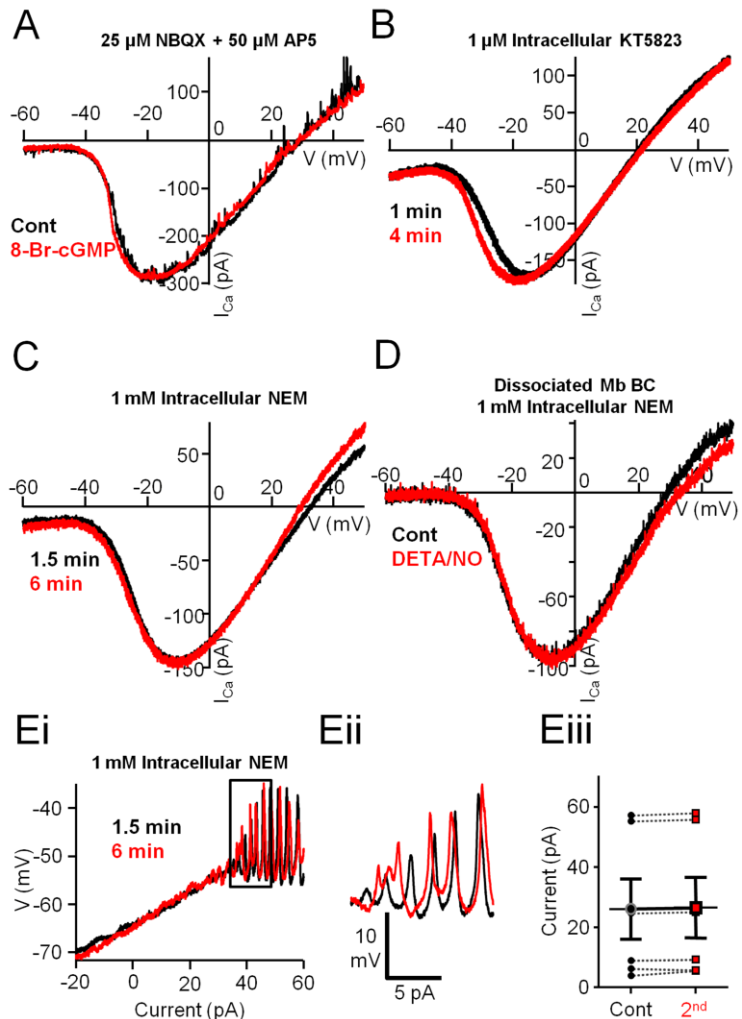 A
25 µM NBQX + 50 µM AP5
100
-60 -40 -20 0 20
V (mV)
-100
-200
-300
Cont
8-Br-cGMP
I_Ca (pA)
B
1 µM Intracellular KT5823
100
50
-60 -40 -20 0 20 40
V (mV)
-50
-100
-150
1 min
4 min
I_Ca (pA)
C
1 mM Intracellular NEM
50
-60 -40 -20 0 20 40
V (mV)
-50
-100
-150
1.5 min
6 min
I_Ca (pA)
D
Dissociated Mb BC
1 mM Intracellular NEM
40
20
-60 -40 -20 0 20 40
V (mV)
-20
-60
-80
-100
Cont
DETA/NO
I_Ca (pA)
Ei
1 mM Intracellular NEM
1.5 min
6 min
V (mV)
-40
-50
-60
-70
-20 0 20 40 60
Current (pA)
Eii
10
mV
5 pA
Eiii
Current (pA)
60
40
20
0
Cont 2nd